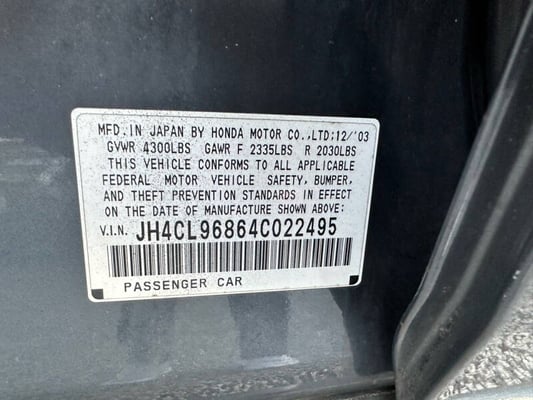 MFD. IN JAPAN BY HONDA MOTOR CO.,LTD:12/'03
GVWR 4300LBS GAWR F 2335LBS R 2030LBS
THIS VEHICLE CONFORMS TO ALL APPLICABLE
FEDERAL MOTOR VEHICLE SAFETY, BUMPER,
AND THEFT PREVENTION STANDARDS IN EFFECT
ON THE DATE OF MANUFACTURE SHOWN ABOVE:
V.I.N. JH4CL96864C022495
PASSENGER CAR